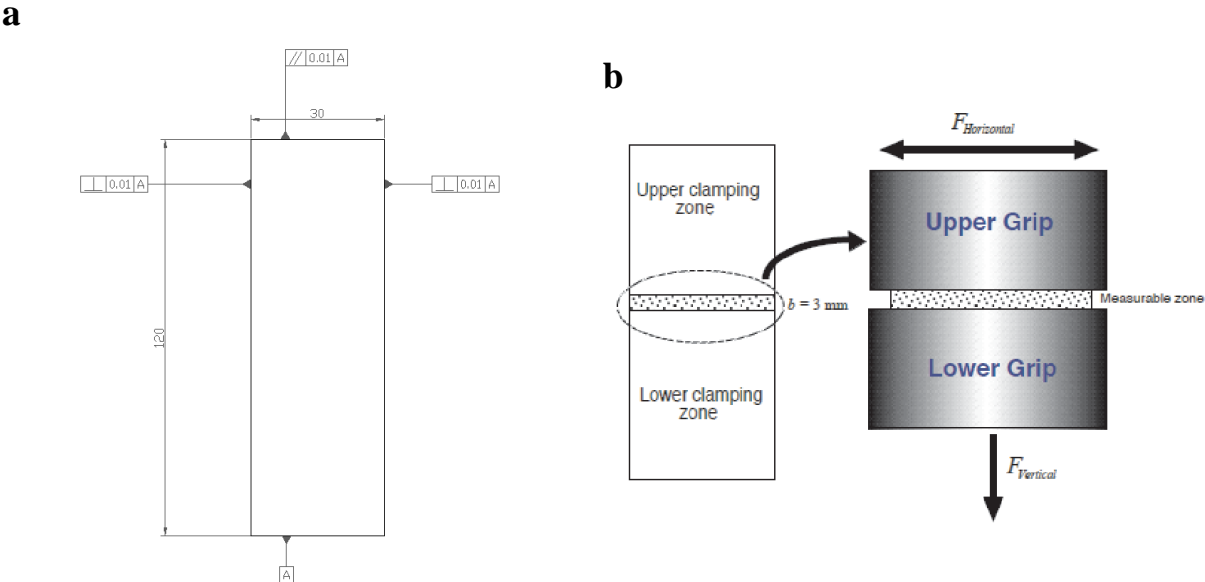 a
// 0.01 A
30
⊥ 0.01 A
⊥ 0.01 A
120
A
b
F Horizontal
Upper clamping
zone
Upper Grip
b = 3 mm
Measurable zone
Lower Grip
Lower clamping
zone
F Vertical